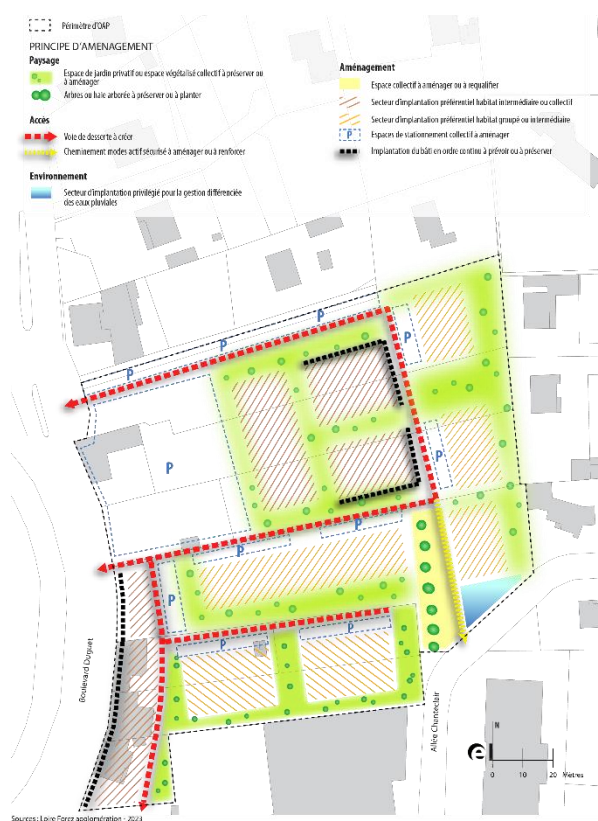 Périmètre d'OAP
PRINCIPE D'AMENAGEMENT
Paysage
Espace de jardin privatif ou espace végétalisé collectif à préserver ou
à aménager
Arbres ou haie arborée à préserver ou à planter
Accès
Voie de desserte à créer
Cheminement modes actif sécurisé à aménager ou à renforcer
Environnement
Secteur d'implantation privilégié pour la gestion différenciée
des eaux pluviales
Aménagement
Espace collectif à aménager ou à requalifier
Secteur d'implantation préférentiel habitat intermédiaire ou collectif
Secteur d'implantation préférentiel habitat groupé ou intermédiaire
P Espaces de stationnement collectif à aménager
Implantation du bâti en ordre continu à prévoir ou à préserver
P
P
P
P
P
P
P
P
P
P
P
Boulevard Duguet
Allée Chanteclair
N
e
0 10 20 Mètres
Sources : Loire Forez agglomération - 2023